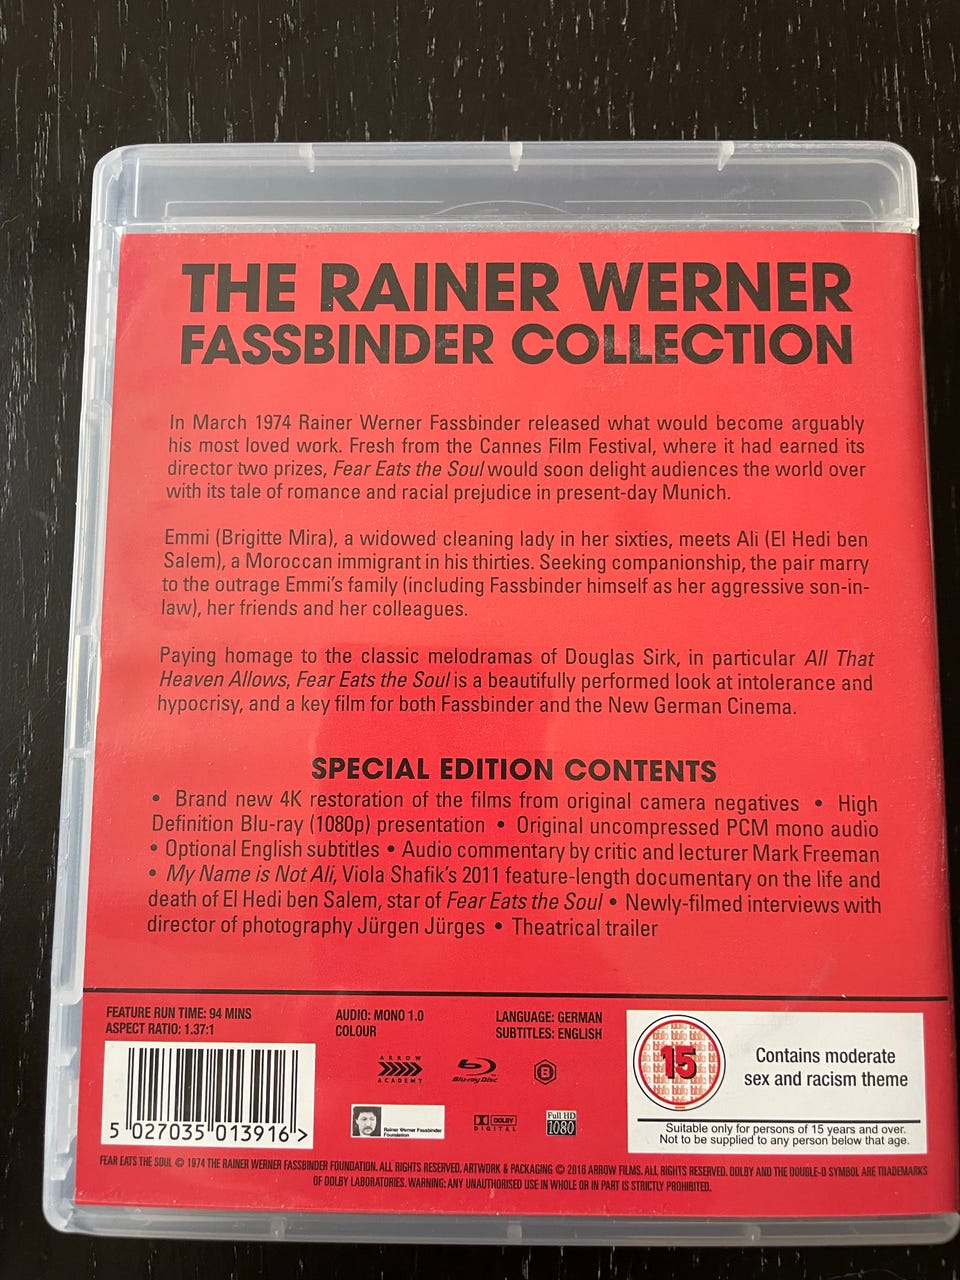 THE RAINER WERNER
FASSBINDER COLLECTION
In March 1974 Rainer Werner Fassbinder released what would become arguably
his most loved work. Fresh from the Cannes Film Festival, where it had earned its
director two prizes, Fear Eats the Soul would soon delight audiences the world over
with its tale of romance and racial prejudice in present-day Munich.
Emmi (Brigitte Mira), a widowed cleaning lady in her sixties, meets Ali (El Hedi ben
Salem), a Moroccan immigrant in his thirties. Seeking companionship, the pair marry
to the outrage Emmi's family (including Fassbinder himself as her aggressive son-in-
law), her friends and her colleagues.
Paying homage to the classic melodramas of Douglas Sirk, in particular All That
Heaven Allows, Fear Eats the Soul is a beautifully performed look at intolerance and
hypocrisy, and a key film for both Fassbinder and the New German Cinema.
SPECIAL EDITION CONTENTS
• Brand new 4K restoration of the films from original camera negatives • High
Definition Blu-ray (1080p) presentation • Original uncompressed PCM mono audio
• Optional English subtitles • Audio commentary by critic and lecturer Mark Freeman
• My Name is Not Ali, Viola Shafik's 2011 feature-length documentary on the life and
death of El Hedi ben Salem, star of Fear Eats the Soul • Newly-filmed interviews with
director of photography Jürgen Jürges • Theatrical trailer
FEATURE RUN TIME: 94 MINS
ASPECT RATIO: 1.37:1
AUDIO: MONO 1.0
COLOUR
LANGUAGE: GERMAN
SUBTITLES: ENGLISH
5 027035 013916 >
ARROW
ACADEMY
Blu-ray Disc
B
Rainer Werner Fassbinder
Foundation
DOLBY
DIGITAL
Full HD
1080
15
Contains moderate
sex and racism theme
Suitable only for persons of 15 years and over.
Not to be supplied to any person below that age.
FEAR EATS THE SOUL © 1974 THE RAINER WERNER FASSBINDER FOUNDATION. ALL RIGHTS RESERVED. ARTWORK & PACKAGING © 2016 ARROW FILMS. ALL RIGHTS RESERVED. DOLBY AND THE DOUBLE-D SYMBOL ARE TRADEMARKS
OF DOLBY LABORATORIES. WARNING: ANY UNAUTHORISED USE IN WHOLE OR IN PART IS STRICTLY PROHIBITED.